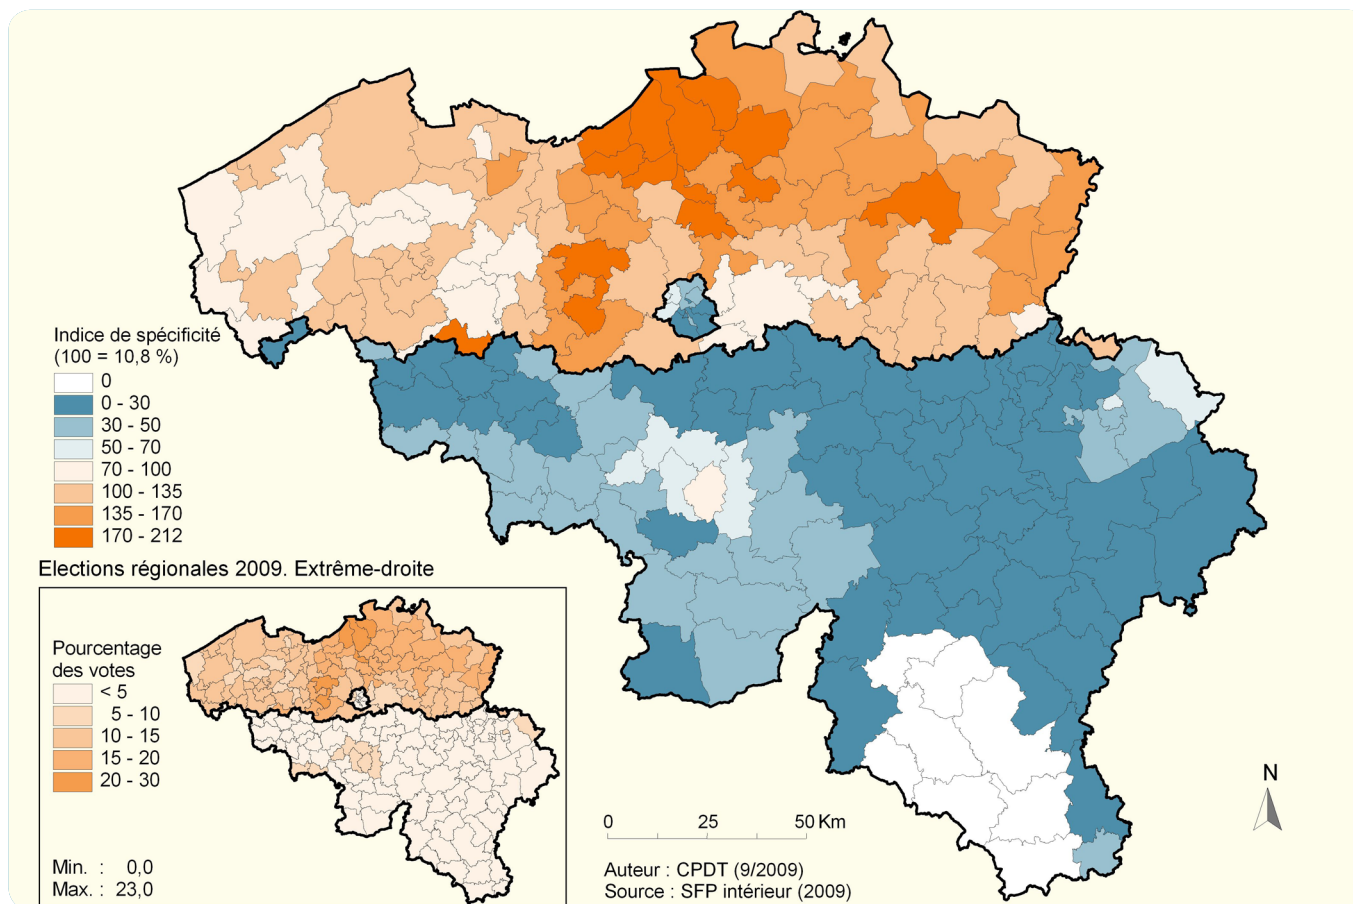 Indice de spécificité
(100 = 10,8 %)
0
0 - 30
30 - 50
50 - 70
70 - 100
100 - 135
135 - 170
170 - 212
Elections régionales 2009. Extrême-droite
Pourcentage
des votes
< 5
5 - 10
10 - 15
15 - 20
20 - 30
Min. : 0,0
Max. : 23,0
0 25 50 Km
Auteur : CPDT (9/2009)
Source : SFP intérieur (2009)
N